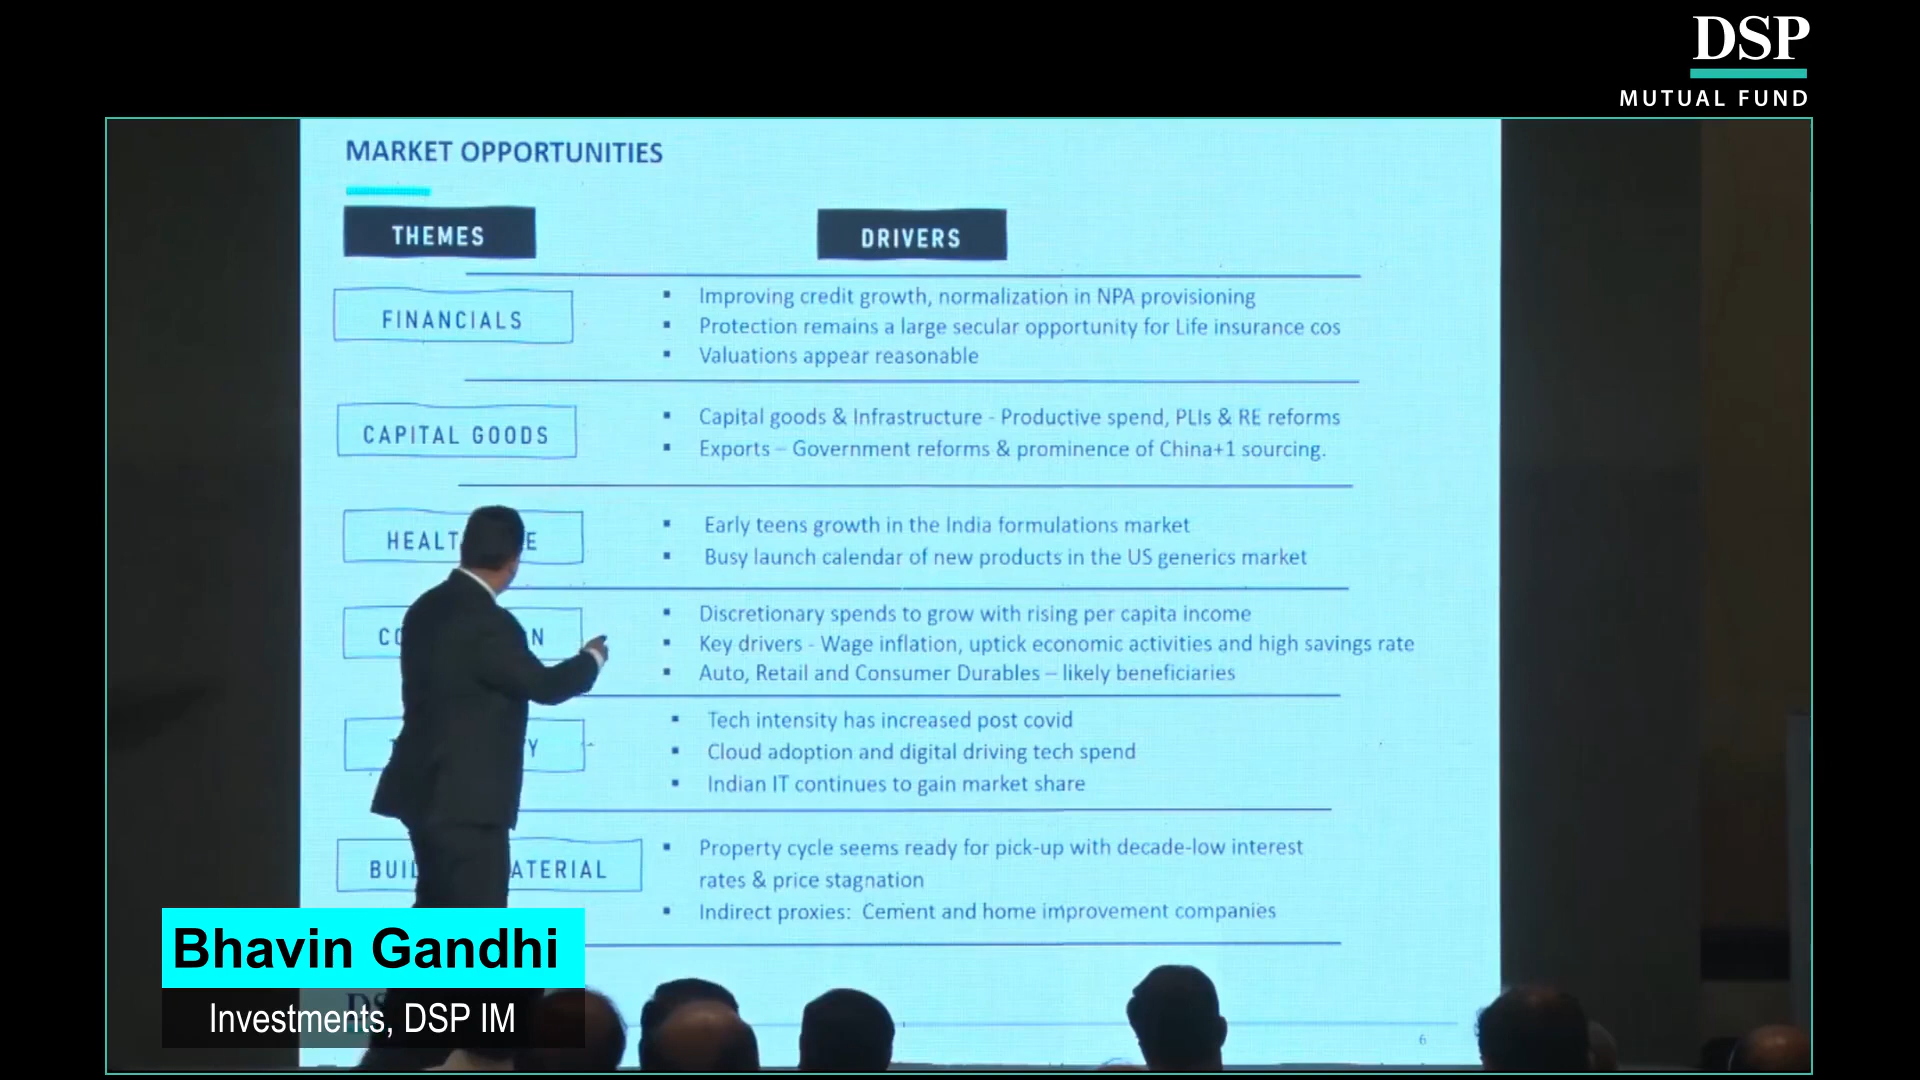 DSP
MUTUAL FUND
MARKET OPPORTUNITIES
THEMES
DRIVERS
FINANCIALS
▪ Improving credit growth, normalization in NPA provisioning
▪ Protection remains a large secular opportunity for Life insurance cos
▪ Valuations appear reasonable
CAPITAL GOODS
▪ Capital goods & Infrastructure - Productive spend, PLIs & RE reforms
▪ Exports – Government reforms & prominence of China+1 sourcing.
▪ Early teens growth in the India formulations market
▪ Busy launch calendar of new products in the US generics market
▪ Discretionary spends to grow with rising per capita income
▪ Key drivers - Wage inflation, uptick economic activities and high savings rate
▪ Auto, Retail and Consumer Durables – likely beneficiaries
▪ Tech intensity has increased post covid
▪ Cloud adoption and digital driving tech spend
▪ Indian IT continues to gain market share
▪ Property cycle seems ready for pick-up with decade-low interest
rates & price stagnation
▪ Indirect proxies: Cement and home improvement companies
Bhavin Gandhi
Investments, DSP IM
6